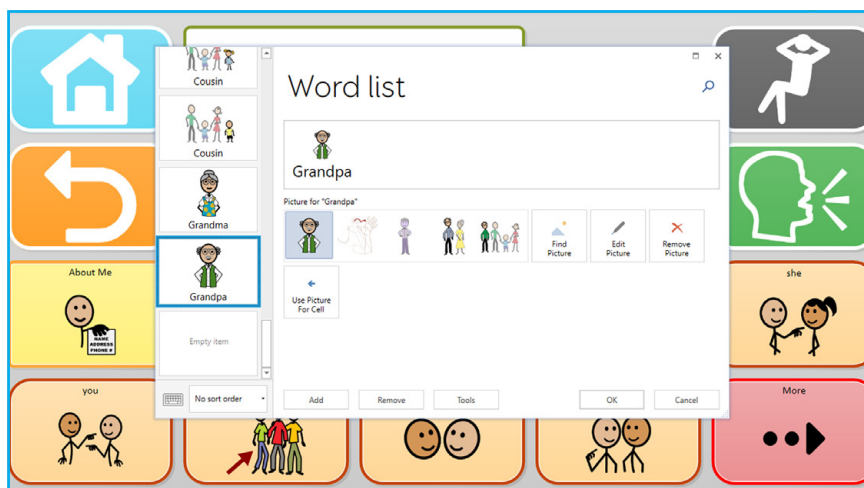 Cousin
Cousin
Grandma
Grandpa
Empty item
No sort order
Word list
Grandpa
Picture for "Grandpa"
Find
Picture
Edit
Picture
Remove
Picture
Use Picture
For Cell
Add
Remove
Tools
OK
Cancel
About Me
NAME
ADDRESS
PHONE #
she
you
More